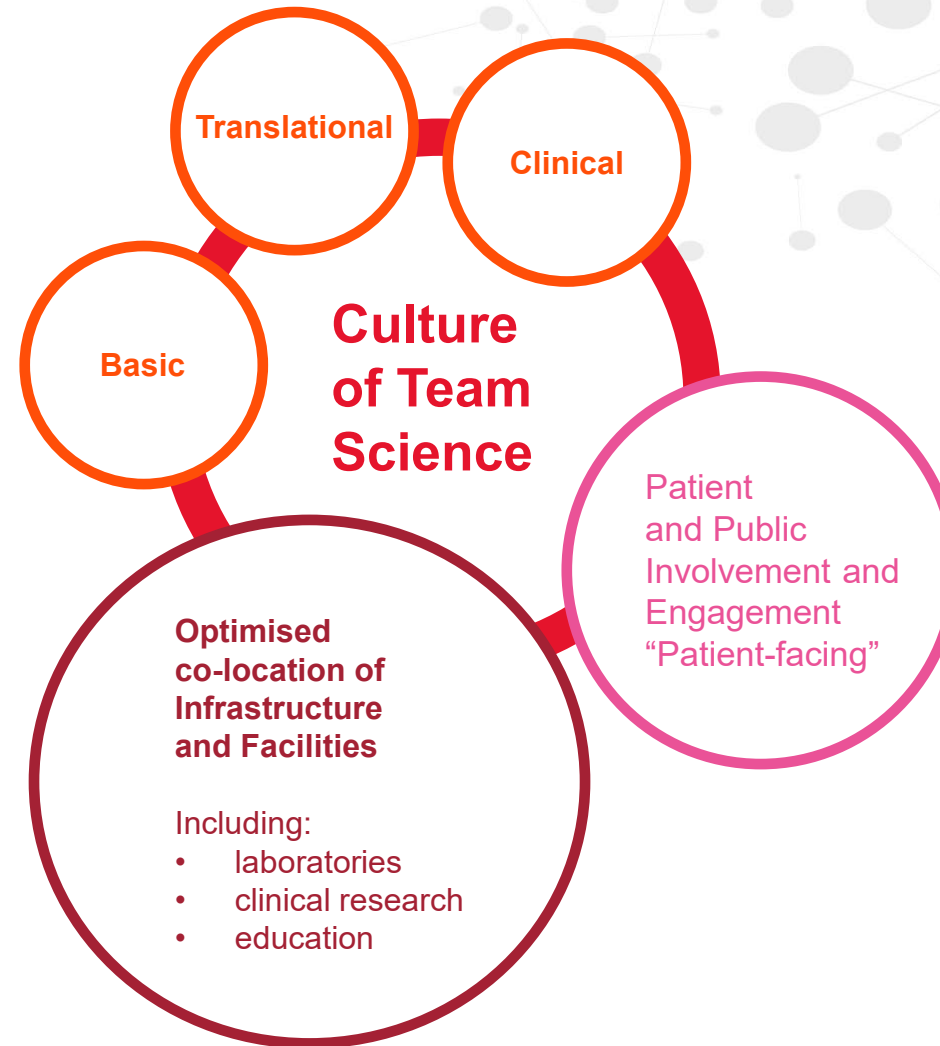 Translational
Clinical
Basic
Culture
of Team
Science
Patient
and Public
Involvement and
Engagement
“Patient-facing”
Optimised
co-location of
Infrastructure
and Facilities
Including:
• laboratories
• clinical research
• education